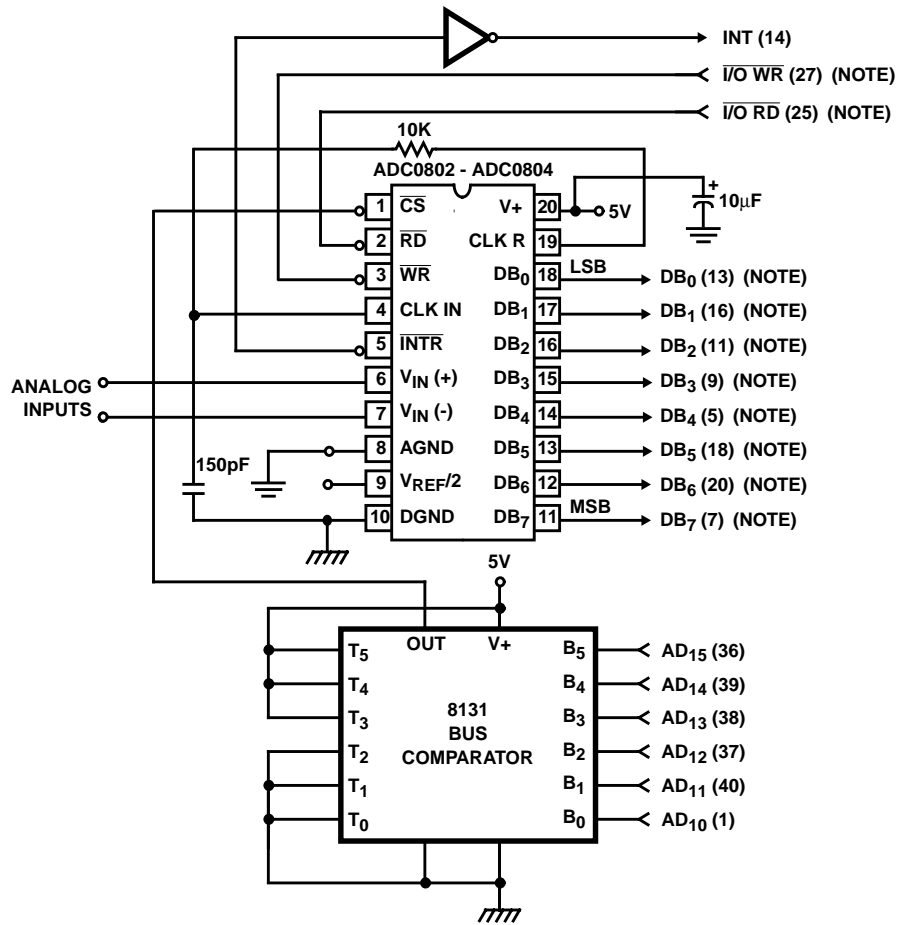 INT (14)
I/O WR (27) (NOTE)
I/O RD (25) (NOTE)
10K
ADC0802 - ADC0804
10μF
1 CS V+ 20 5V
2 RD CLK R 19
3 WR DB0 18 LSB DB0 (13) (NOTE)
4 CLK IN DB1 17 DB1 (16) (NOTE)
5 INTR DB2 16 DB2 (11) (NOTE)
ANALOG INPUTS
6 VIN (+) DB3 15 DB3 (9) (NOTE)
7 VIN (-) DB4 14 DB4 (5) (NOTE)
8 AGND DB5 13 DB5 (18) (NOTE)
150pF
9 VREF/2 DB6 12 DB6 (20) (NOTE)
10 DGND DB7 11 MSB DB7 (7) (NOTE)
5V
OUT V+
T5 B5 AD15 (36)
T4 B4 AD14 (39)
T3 B3 AD13 (38)
8131
BUS
COMPARATOR
T2 B2 AD12 (37)
T1 B1 AD11 (40)
T0 B0 AD10 (1)